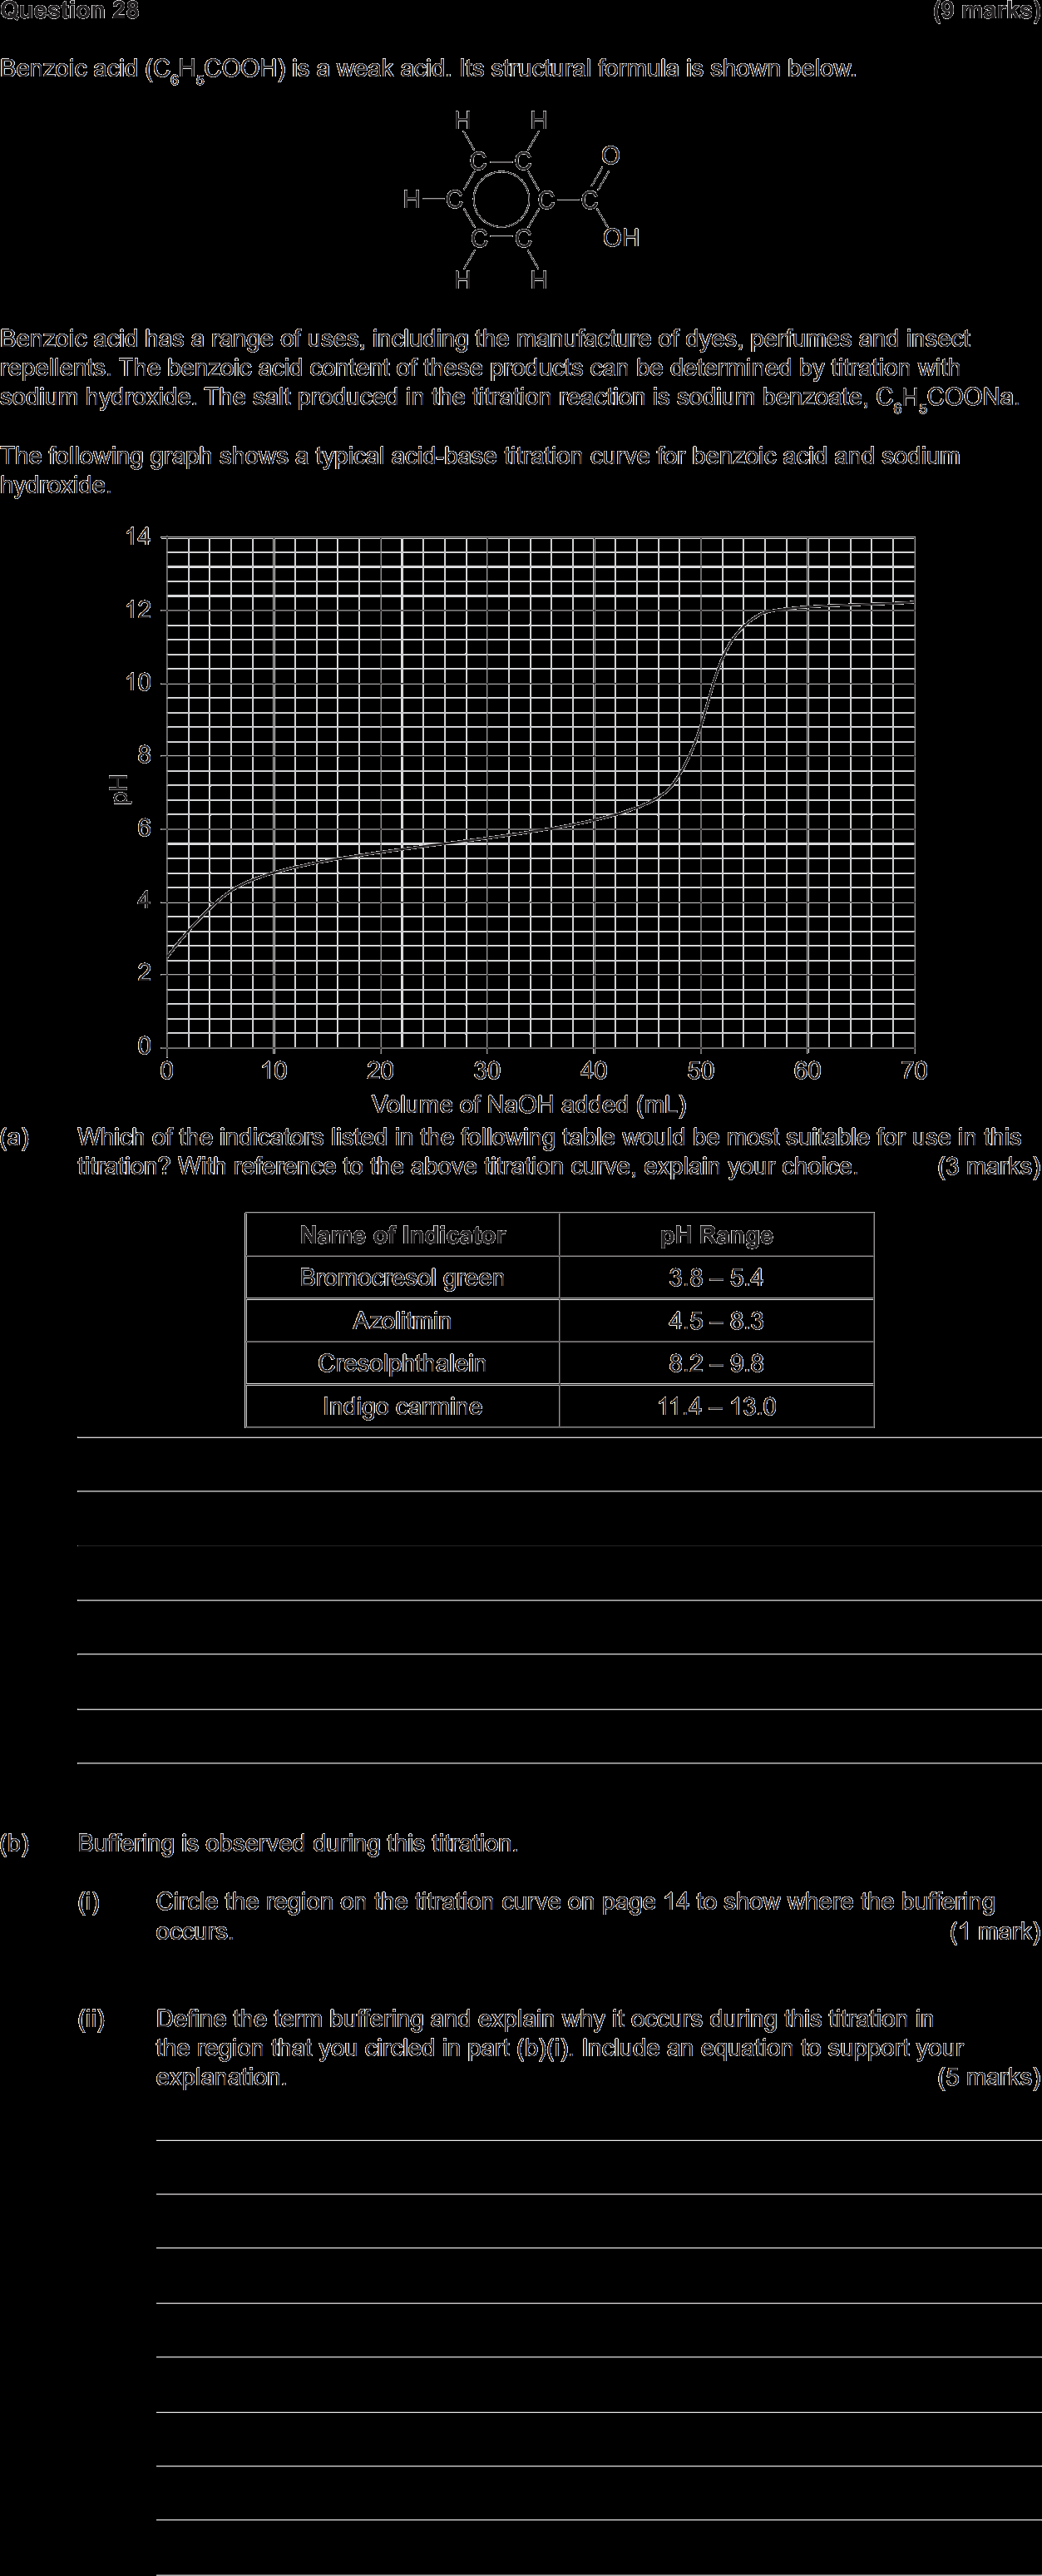 Question 28 (9 marks)
Benzoic acid (C6H5COOH) is a weak acid. Its structural formula is shown below.
H H
C C O
H C C C
C C OH
H H
Benzoic acid has a range of uses, including the manufacture of dyes, perfumes and insect
repellents. The benzoic acid content of these products can be determined by titration with
sodium hydroxide. The salt produced in the titration reaction is sodium benzoate, C6H5COONa.
The following graph shows a typical acid-base titration curve for benzoic acid and sodium
hydroxide.
14
12
10
8
pH
6
4
2
0
0 10 20 30 40 50 60 70
Volume of NaOH added (mL)
(a) Which of the indicators listed in the following table would be most suitable for use in this
titration? With reference to the above titration curve, explain your choice. (3 marks)
Name of Indicator pH Range
Bromocresol green 3.8 – 5.4
Azolitmin 4.5 – 8.3
Cresolphthalein 8.2 – 9.8
Indigo carmine 11.4 – 13.0
(b) Buffering is observed during this titration.
(i) Circle the region on the titration curve on page 14 to show where the buffering
occurs. (1 mark)
(ii) Define the term buffering and explain why it occurs during this titration in
the region that you circled in part (b)(i). Include an equation to support your
explanation. (5 marks)